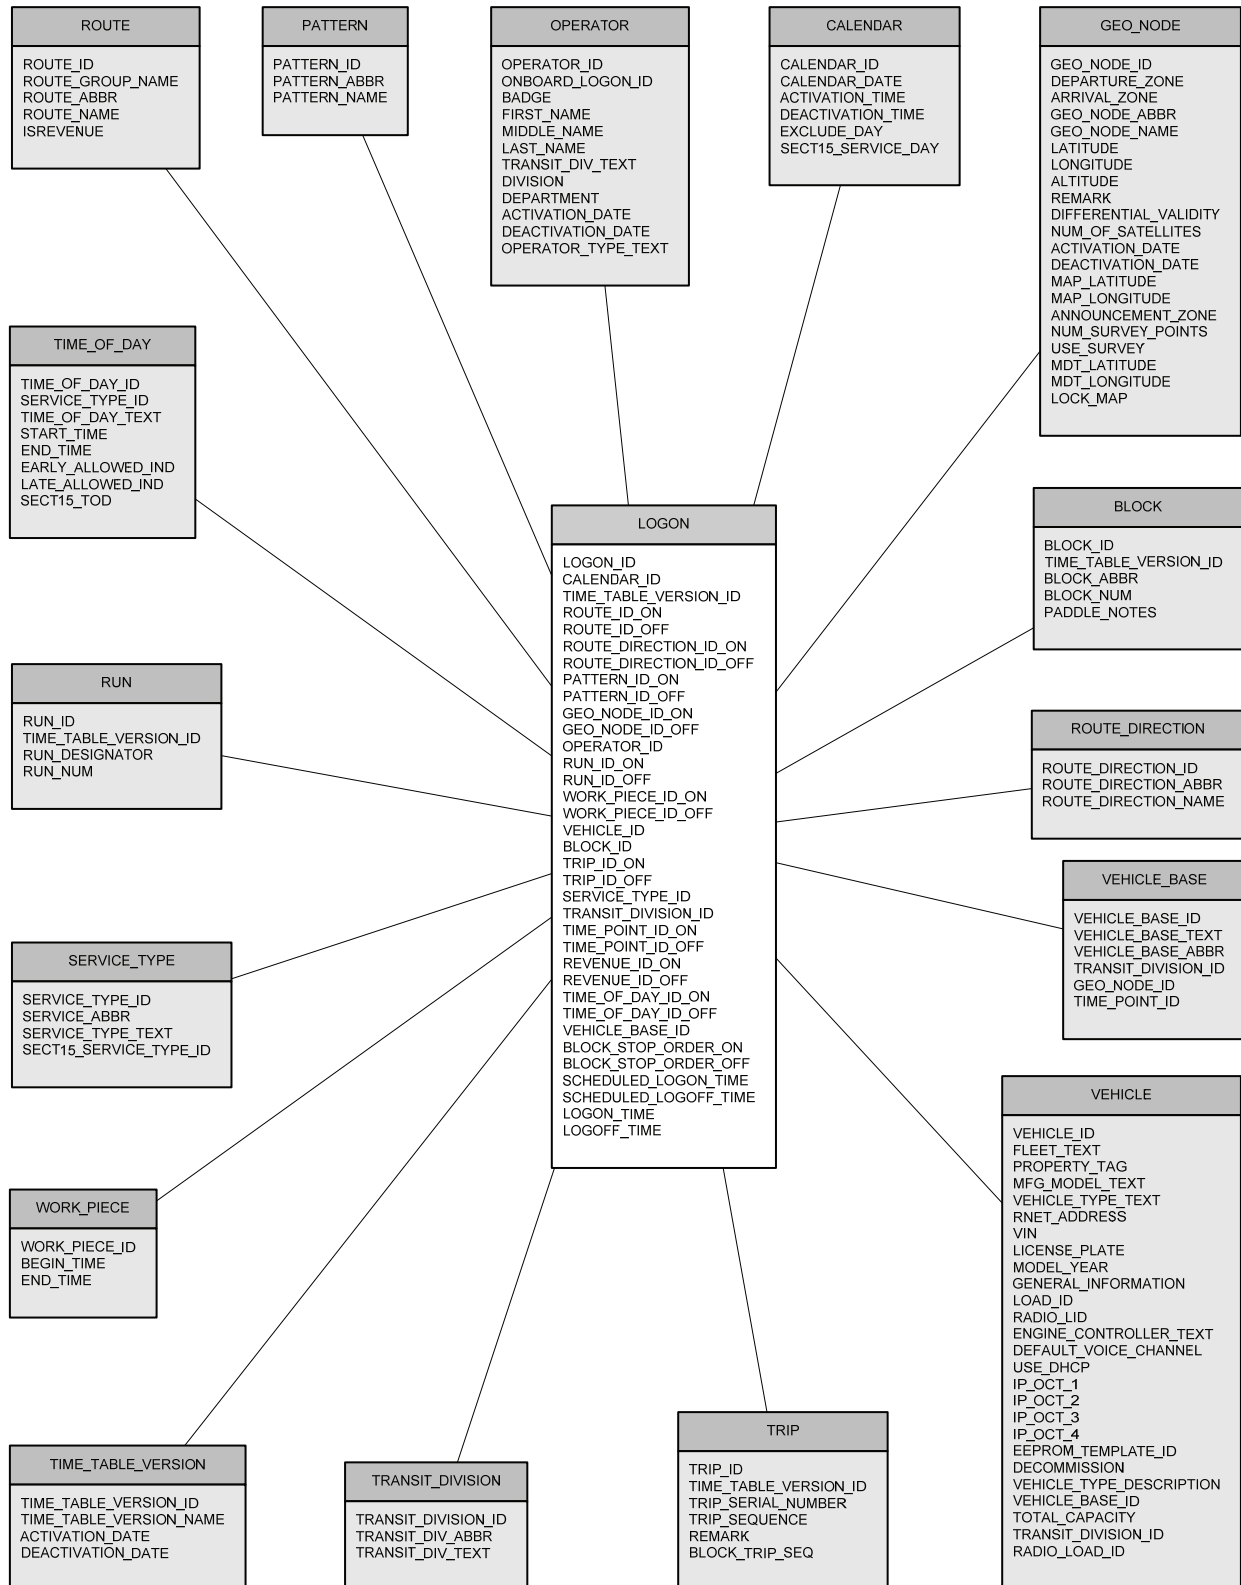 ROUTE
ROUTE_ID
ROUTE_GROUP_NAME
ROUTE_ABBR
ROUTE_NAME
ISREVENUE
PATTERN
PATTERN_ID
PATTERN_ABBR
PATTERN_NAME
OPERATOR
OPERATOR_ID
ONBOARD_LOGON_ID
BADGE
FIRST_NAME
MIDDLE_NAME
LAST_NAME
TRANSIT_DIV_TEXT
DIVISION
DEPARTMENT
ACTIVATION_DATE
DEACTIVATION_DATE
OPERATOR_TYPE_TEXT
CALENDAR
CALENDAR_ID
CALENDAR_DATE
ACTIVATION_TIME
DEACTIVATION_TIME
EXCLUDE_DAY
SECT15_SERVICE_DAY
GEO_NODE
GEO_NODE_ID
DEPARTURE_ZONE
ARRIVAL_ZONE
GEO_NODE_ABBR
GEO_NODE_NAME
LATITUDE
LONGITUDE
ALTITUDE
REMARK
DIFFERENTIAL_VALIDITY
NUM_OF_SATELLITES
ACTIVATION_DATE
DEACTIVATION_DATE
MAP_LATITUDE
MAP_LONGITUDE
ANNOUNCEMENT_ZONE
NUM_SURVEY_POINTS
USE_SURVEY
MDT_LATITUDE
MDT_LONGITUDE
LOCK_MAP
TIME_OF_DAY
TIME_OF_DAY_ID
SERVICE_TYPE_ID
TIME_OF_DAY_TEXT
START_TIME
END_TIME
EARLY_ALLOWED_IND
LATE_ALLOWED_IND
SECT15_TOD
LOGON
LOGON_ID
CALENDAR_ID
TIME_TABLE_VERSION_ID
ROUTE_ID_ON
ROUTE_ID_OFF
ROUTE_DIRECTION_ID_ON
ROUTE_DIRECTION_ID_OFF
PATTERN_ID_ON
PATTERN_ID_OFF
GEO_NODE_ID_ON
GEO_NODE_ID_OFF
OPERATOR_ID
RUN_ID_ON
RUN_ID_OFF
WORK_PIECE_ID_ON
WORK_PIECE_ID_OFF
VEHICLE_ID
BLOCK_ID
TRIP_ID_ON
TRIP_ID_OFF
SERVICE_TYPE_ID
TRANSIT_DIVISION_ID
TIME_POINT_ID_ON
TIME_POINT_ID_OFF
REVENUE_ID_ON
REVENUE_ID_OFF
TIME_OF_DAY_ID_ON
TIME_OF_DAY_ID_OFF
VEHICLE_BASE_ID
BLOCK_STOP_ORDER_ON
BLOCK_STOP_ORDER_OFF
SCHEDULED_LOGON_TIME
SCHEDULED_LOGOFF_TIME
LOGON_TIME
LOGOFF_TIME
BLOCK
BLOCK_ID
TIME_TABLE_VERSION_ID
BLOCK_ABBR
BLOCK_NUM
PADDLE_NOTES
RUN
RUN_ID
TIME_TABLE_VERSION_ID
RUN_DESIGNATOR
RUN_NUM
ROUTE_DIRECTION
ROUTE_DIRECTION_ID
ROUTE_DIRECTION_ABBR
ROUTE_DIRECTION_NAME
VEHICLE_BASE
VEHICLE_BASE_ID
VEHICLE_BASE_TEXT
VEHICLE_BASE_ABBR
TRANSIT_DIVISION_ID
GEO_NODE_ID
TIME_POINT_ID
SERVICE_TYPE
SERVICE_TYPE_ID
SERVICE_ABBR
SERVICE_TYPE_TEXT
SECT15_SERVICE_TYPE_ID
VEHICLE
VEHICLE_ID
FLEET_TEXT
PROPERTY_TAG
MFG_MODEL_TEXT
VEHICLE_TYPE_TEXT
RNET_ADDRESS
VIN
LICENSE_PLATE
MODEL_YEAR
GENERAL_INFORMATION
LOAD_ID
RADIO_LID
ENGINE_CONTROLLER_TEXT
DEFAULT_VOICE_CHANNEL
USE_DHCP
IP_OCT_1
IP_OCT_2
IP_OCT_3
IP_OCT_4
EEPROM_TEMPLATE_ID
DECOMMISSION
VEHICLE_TYPE_DESCRIPTION
VEHICLE_BASE_ID
TOTAL_CAPACITY
TRANSIT_DIVISION_ID
RADIO_LOAD_ID
WORK_PIECE
WORK_PIECE_ID
BEGIN_TIME
END_TIME
TIME_TABLE_VERSION
TIME_TABLE_VERSION_ID
TIME_TABLE_VERSION_NAME
ACTIVATION_DATE
DEACTIVATION_DATE
TRANSIT_DIVISION
TRANSIT_DIVISION_ID
TRANSIT_DIV_ABBR
TRANSIT_DIV_TEXT
TRIP
TRIP_ID
TIME_TABLE_VERSION_ID
TRIP_SERIAL_NUMBER
TRIP_SEQUENCE
REMARK
BLOCK_TRIP_SEQ